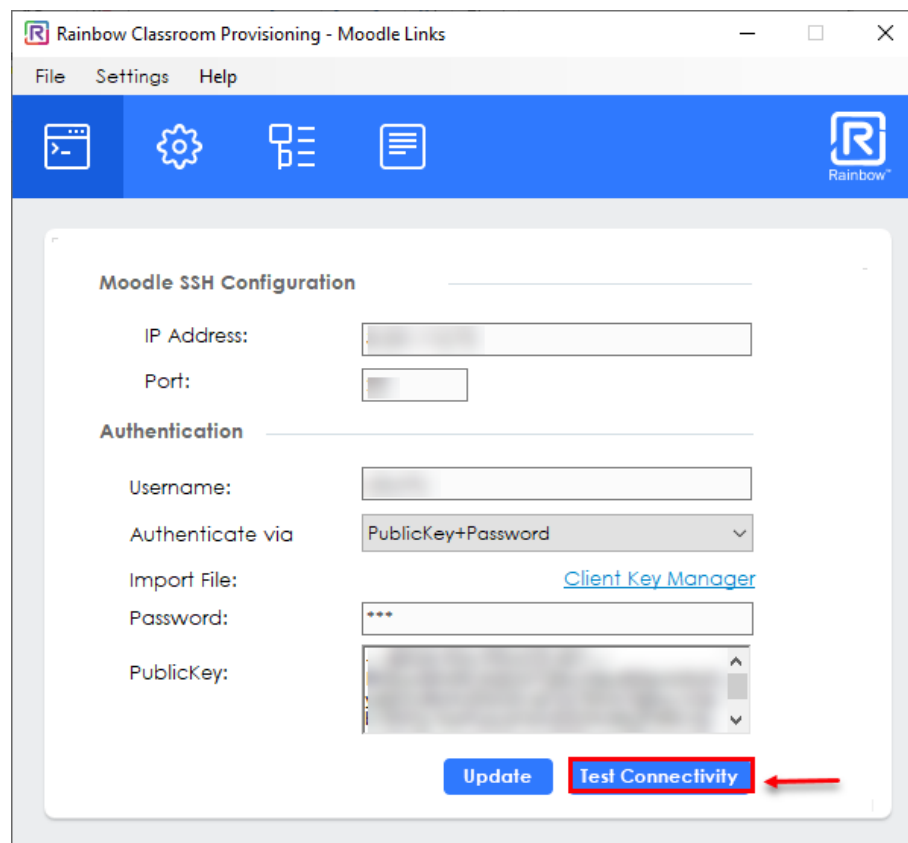 Rainbow Classroom Provisioning - Moodle Links
File Settings Help
Rainbow™
Moodle SSH Configuration
IP Address:
Port:
Authentication
Username:
Authenticate via PublicKey+Password
Import File: Client Key Manager
Password: ***
PublicKey:
Update Test Connectivity